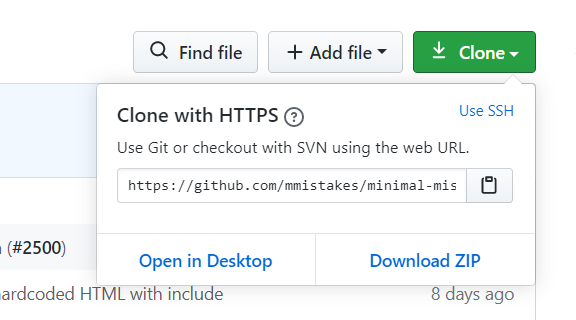 Find file + Add file Clone
Clone with HTTPS ? Use SSH
Use Git or checkout with SVN using the web URL.
https://github.com/mmistakes/minimal-mis
Open in Desktop Download ZIP
(#2500)
hardcoded HTML with include 8 days ago